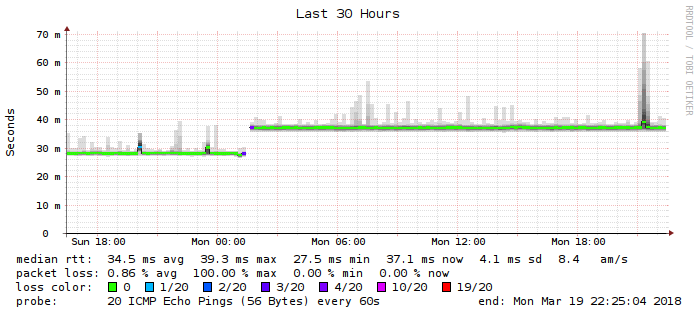 Last 30 Hours
RRDTOOL / TOBI OETIKER
Seconds
70 m
60 m
50 m
40 m
30 m
20 m
10 m
0
Sun 18:00 Mon 00:00 Mon 06:00 Mon 12:00 Mon 18:00
median rtt: 34.5 ms avg 39.3 ms max 27.5 ms min 37.1 ms now 4.1 ms sd 8.4 am/s
packet loss: 0.86 % avg 100.00 % max 0.00 % min 0.00 % now
loss color: 0 1/20 2/20 3/20 4/20 10/20 19/20
probe: 20 ICMP Echo Pings (56 Bytes) every 60s end: Mon Mar 19 22:25:04 2018